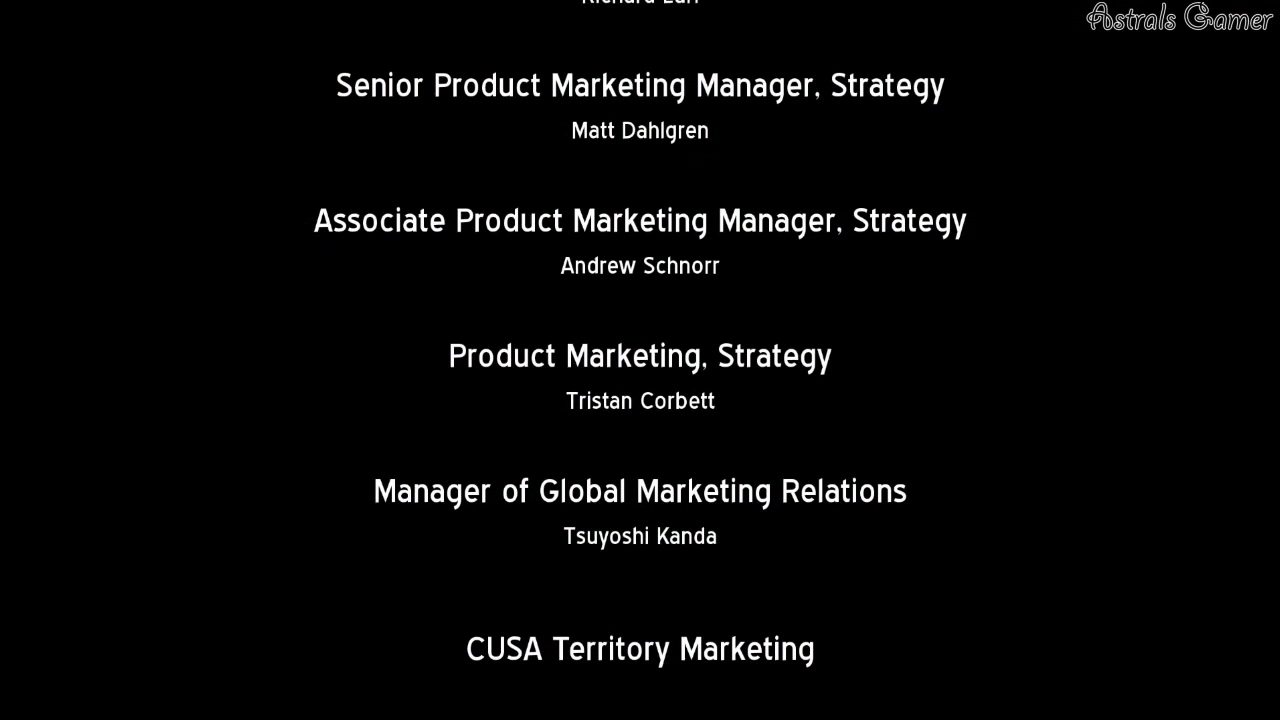 Astrals Gamer
Senior Product Marketing Manager, Strategy
Matt Dahlgren
Associate Product Marketing Manager, Strategy
Andrew Schnorr
Product Marketing, Strategy
Tristan Corbett
Manager of Global Marketing Relations
Tsuyoshi Kanda
CUSA Territory Marketing